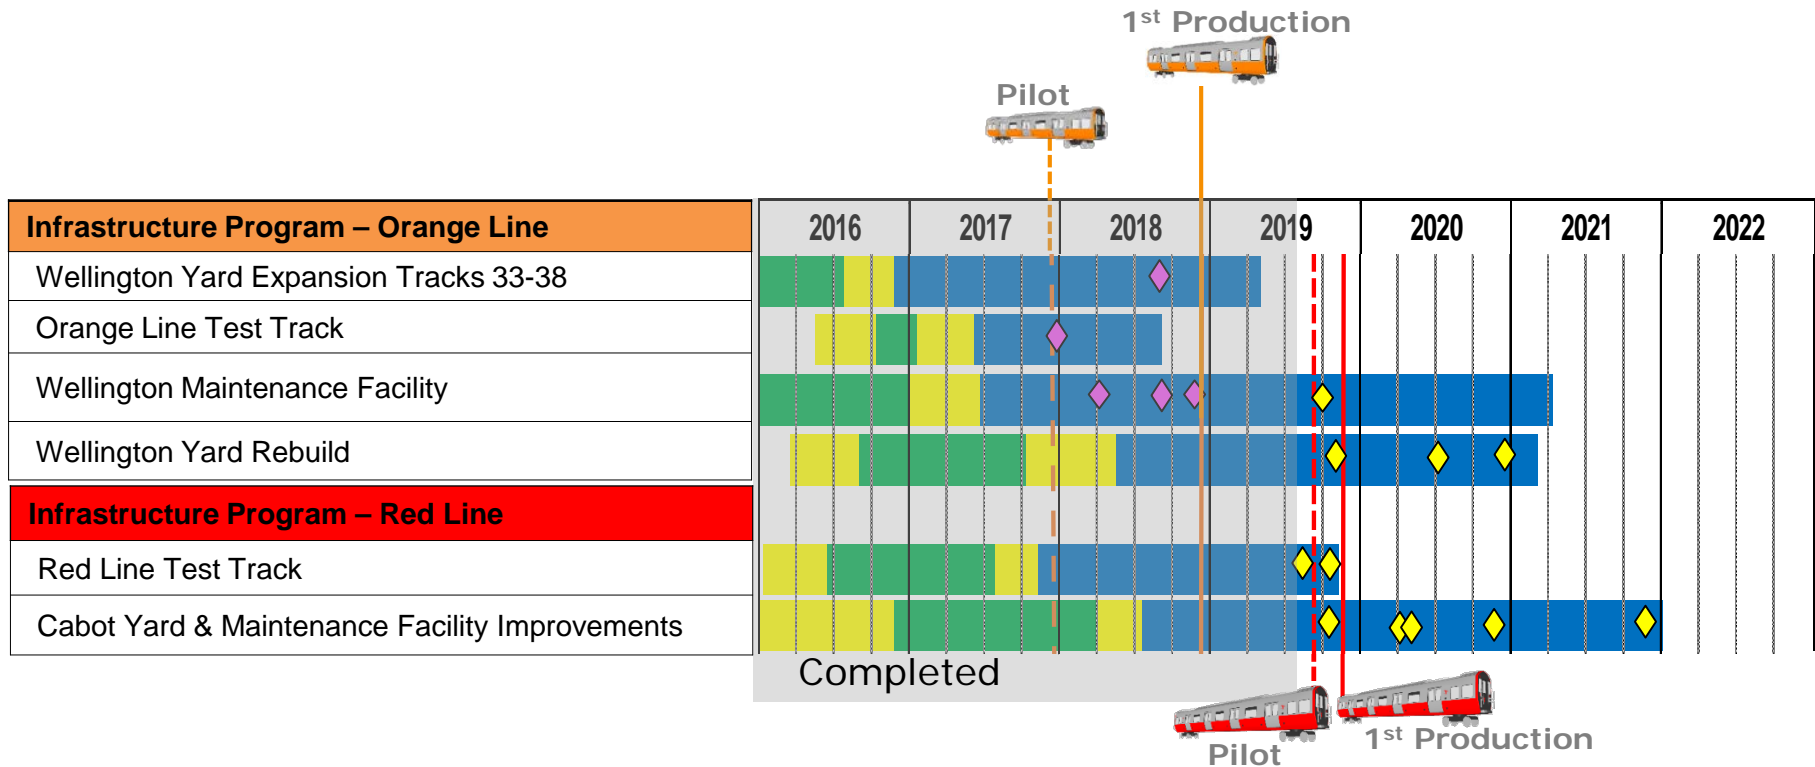 1st Production
Pilot
Infrastructure Program – Orange Line
2016 2017 2018 2019 2020 2021 2022
Wellington Yard Expansion Tracks 33-38
Orange Line Test Track
Wellington Maintenance Facility
Wellington Yard Rebuild
Infrastructure Program – Red Line
Red Line Test Track
Cabot Yard & Maintenance Facility Improvements
Completed
Pilot
1st Production